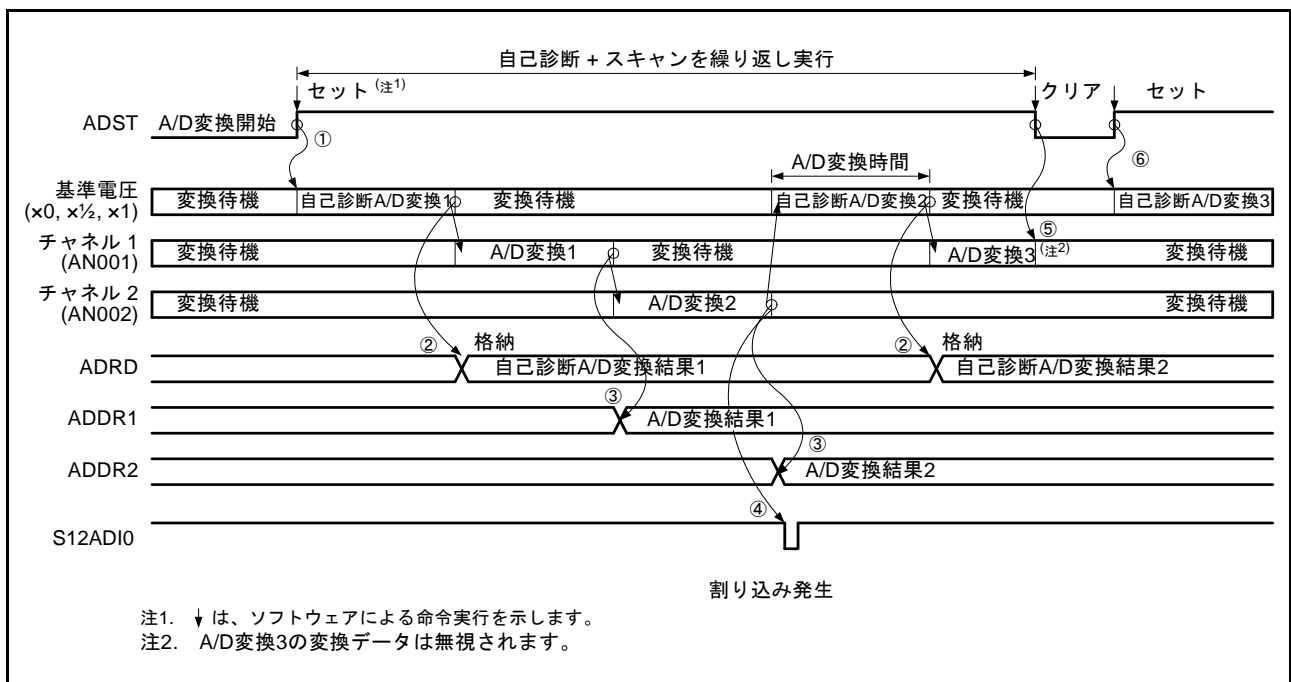 自己診断 + スキャンを繰り返し実行
セット (注1)
クリア
セット
ADST
A/D変換開始
①
⑥
A/D変換時間
基準電圧
(×0, ×½, ×1)
変換待機
自己診断A/D変換1
変換待機
自己診断A/D変換2
変換待機
自己診断A/D変換3
⑤
チャネル 1
(AN001)
変換待機
A/D変換1
変換待機
A/D変換3 (注2)
変換待機
チャネル 2
(AN002)
変換待機
A/D変換2
変換待機
ADRD
②
格納
自己診断A/D変換結果1
②
格納
自己診断A/D変換結果2
ADDR1
③
A/D変換結果1
ADDR2
③
A/D変換結果2
S12ADI0
④
割り込み発生
注1. ↓ は、ソフトウェアによる命令実行を示します。
注2. A/D変換3の変換データは無視されます。